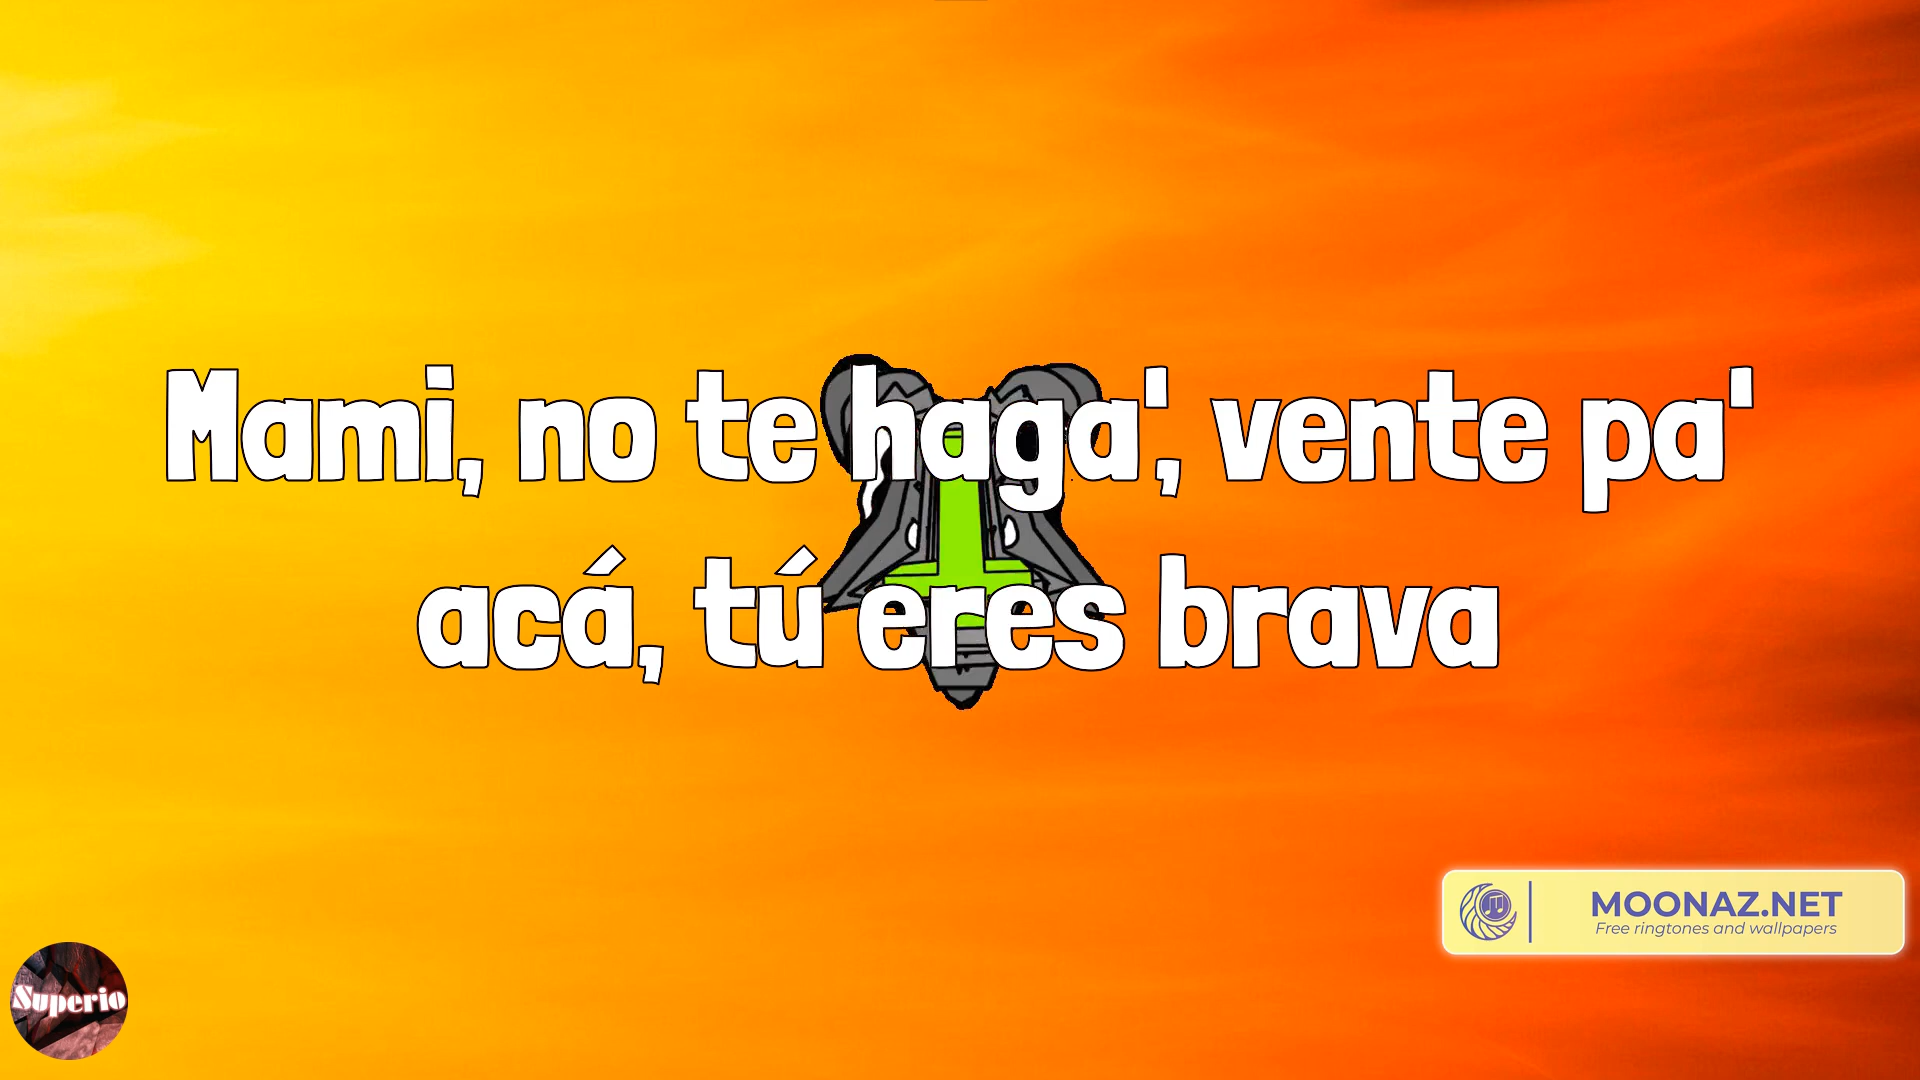 Mami, no te haga', vente pa'
acá, tú eres brava
MOONAZ.NET
Free ringtones and wallpapers
Superio